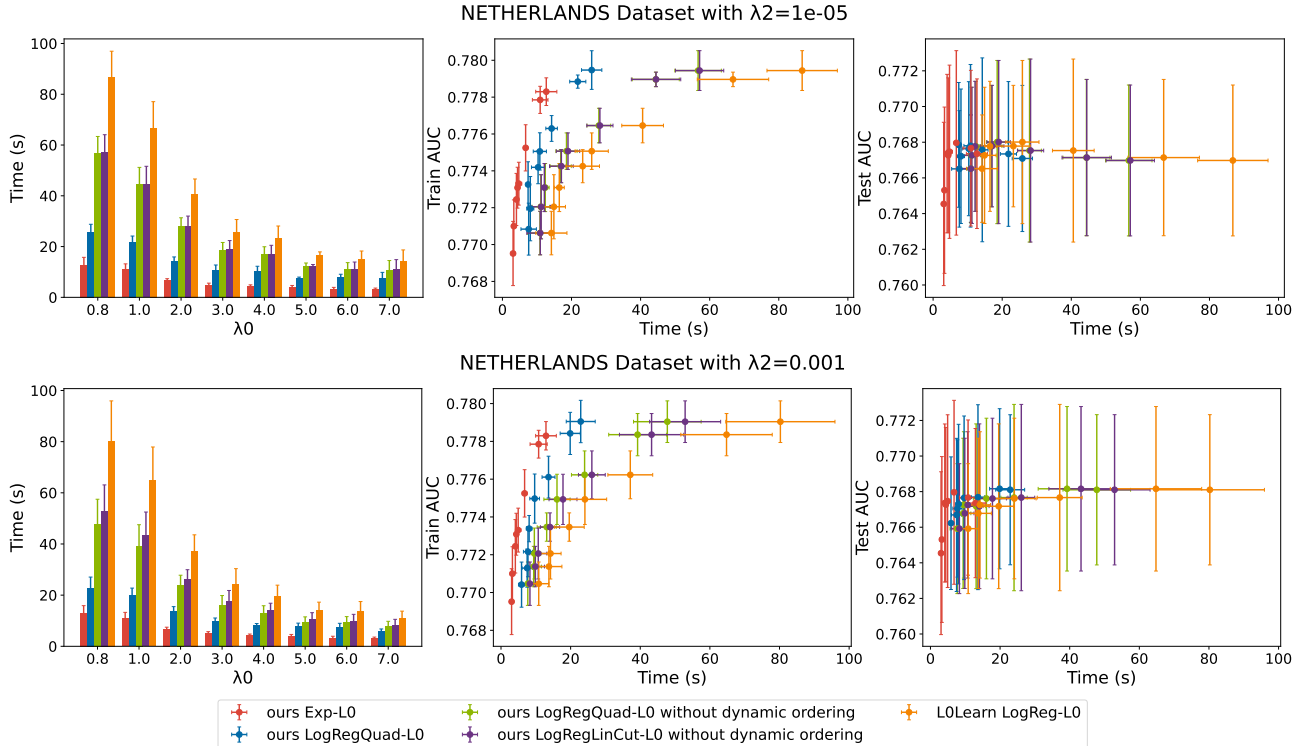 NETHERLANDS Dataset with λ2=1e-05
Time (s)
100
80
60
40
20
0
0.8 1.0 2.0 3.0 4.0 5.0 6.0 7.0
λ0
Train AUC
0.780
0.778
0.776
0.774
0.772
0.770
0.768
0 20 40 60 80 100
Time (s)
Test AUC
0.772
0.770
0.768
0.766
0.764
0.762
0.760
0 20 40 60 80 100
Time (s)
NETHERLANDS Dataset with λ2=0.001
Time (s)
100
80
60
40
20
0
0.8 1.0 2.0 3.0 4.0 5.0 6.0 7.0
λ0
Train AUC
0.780
0.778
0.776
0.774
0.772
0.770
0.768
0 20 40 60 80 100
Time (s)
Test AUC
0.772
0.770
0.768
0.766
0.764
0.762
0.760
0 20 40 60 80 100
Time (s)
ours Exp-L0
ours LogRegQuad-L0
ours LogRegQuad-L0 without dynamic ordering
ours LogRegLinCut-L0 without dynamic ordering
L0Learn LogReg-L0